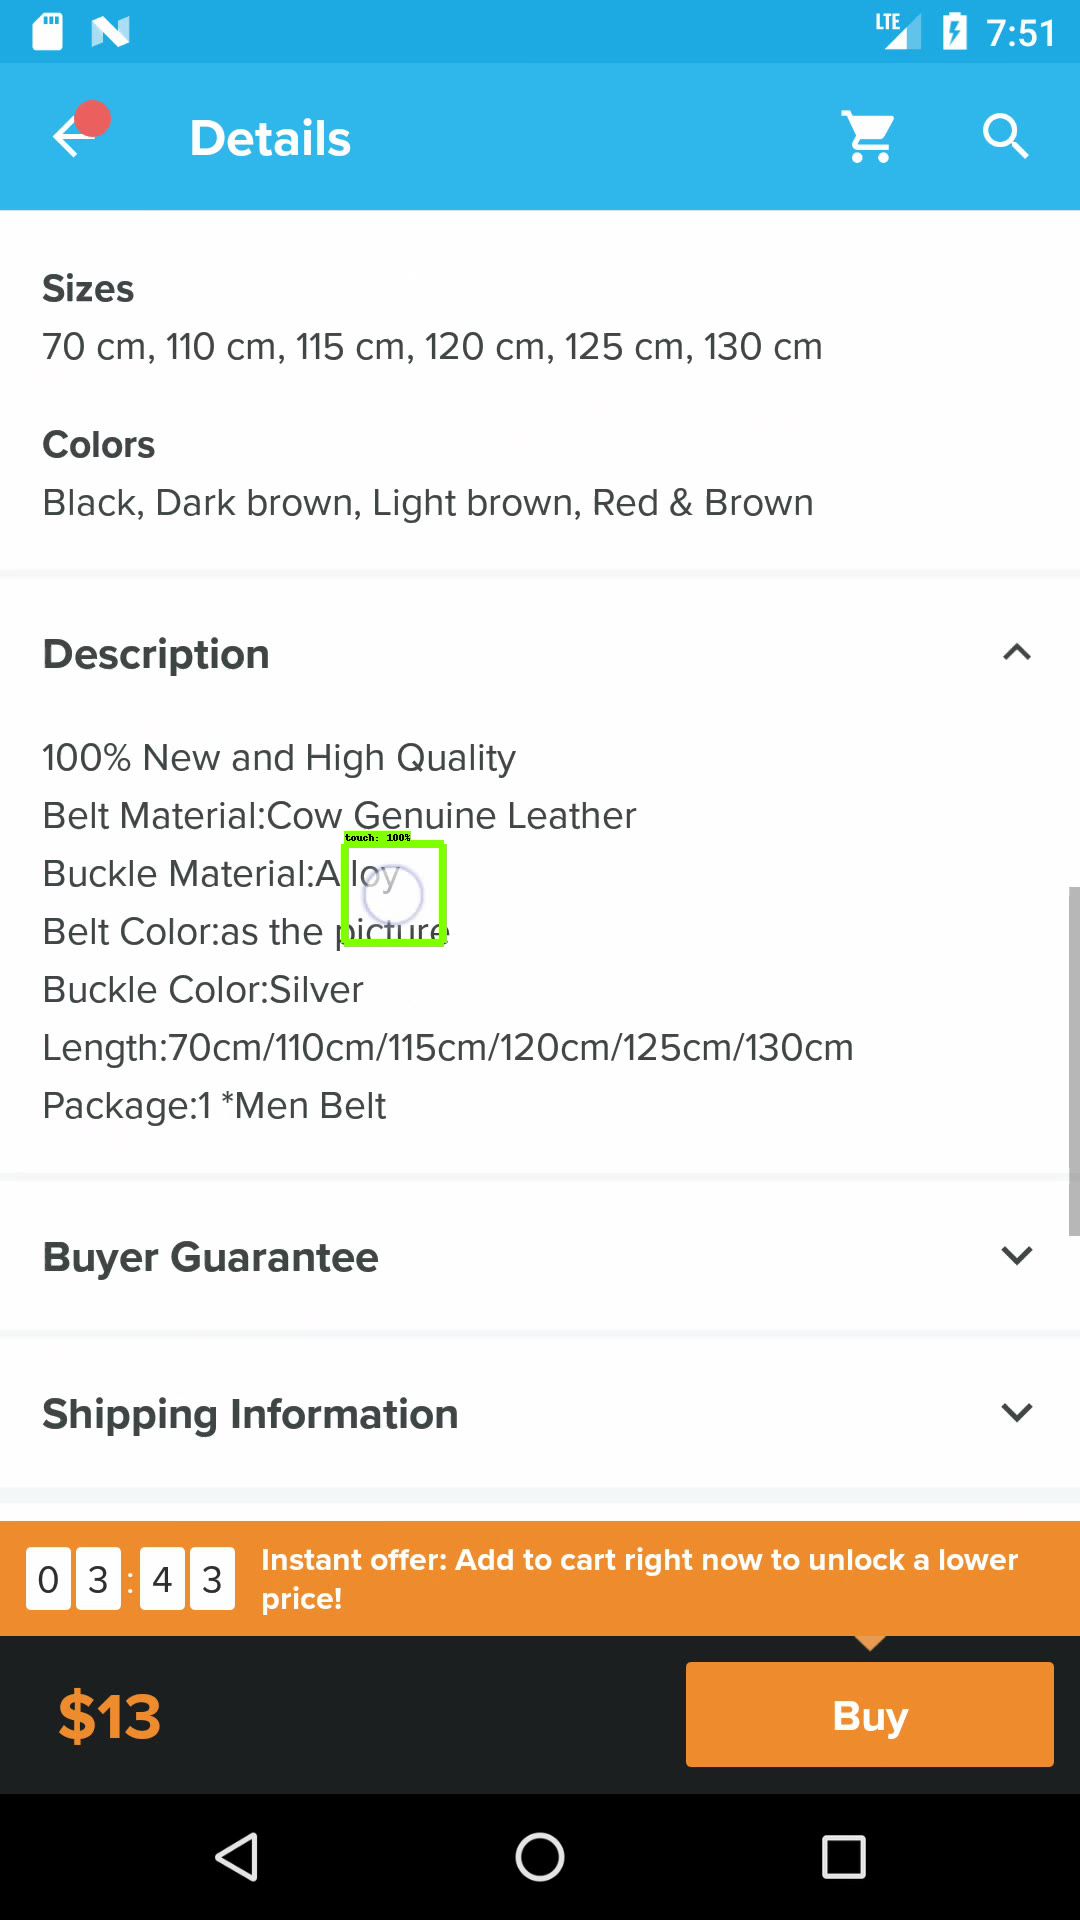 LTE 7:51
Details
Sizes
70 cm, 110 cm, 115 cm, 120 cm, 125 cm, 130 cm
Colors
Black, Dark brown, Light brown, Red & Brown
Description
100% New and High Quality
Belt Material:Cow Genuine Leather
touch: 100%
Buckle Material:Alloy
Belt Color:as the picture
Buckle Color:Silver
Length:70cm/110cm/115cm/120cm/125cm/130cm
Package:1 *Men Belt
Buyer Guarantee
Shipping Information
03:43
Instant offer: Add to cart right now to unlock a lower
price!
$13
Buy